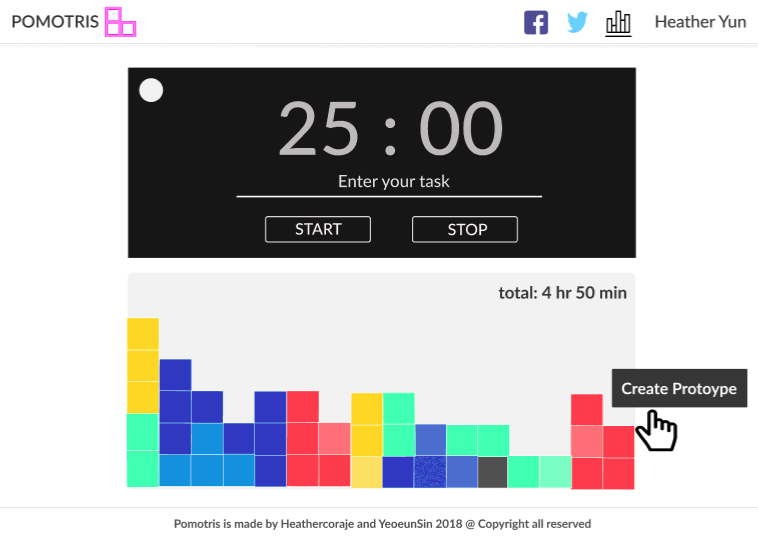 POMOTRIS
Heather Yun
25 : 00
Enter your task
START
STOP
total: 4 hr 50 min
Create Protoype
Pomotris is made by Heathercoraje and YeoeunSin 2018 @ Copyright all reserved